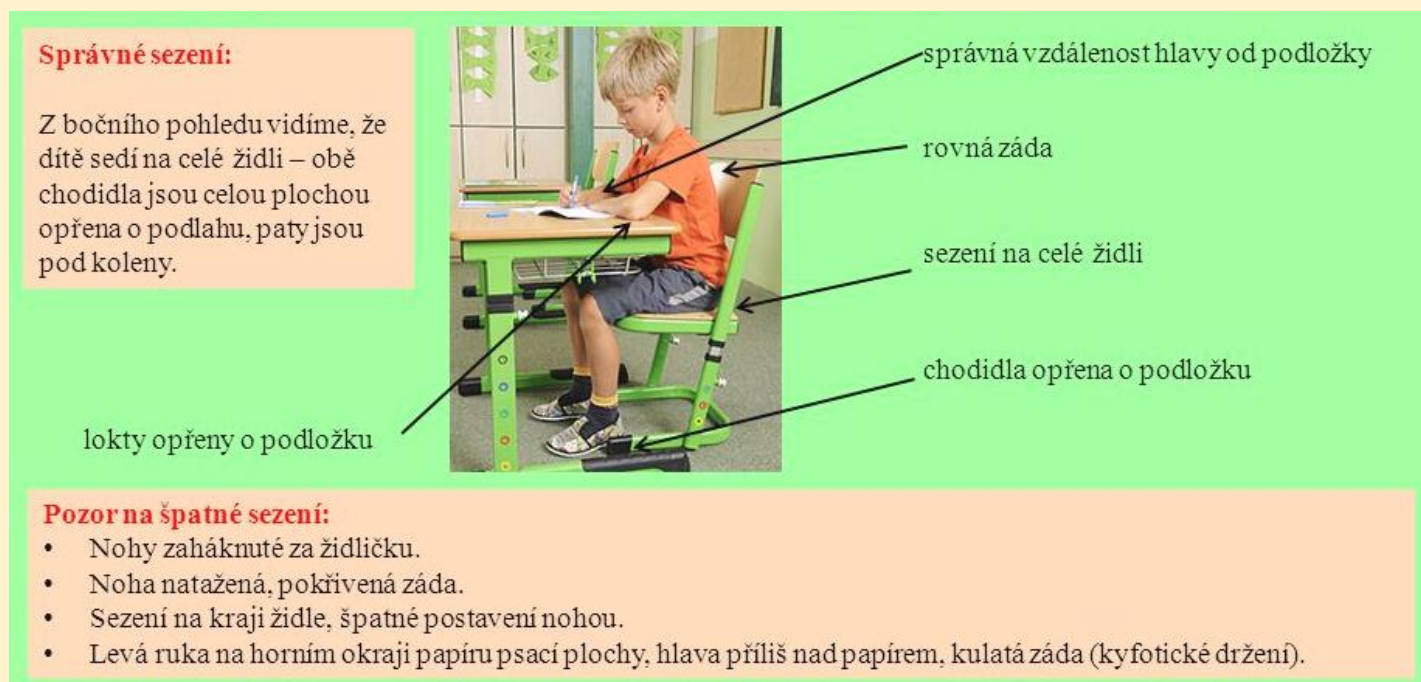 Správné sezení:
Z bočního pohledu vidíme, že
dítě sedí na celé židli – obě
chodidla jsou celou plochou
opřena o podlahu, paty jsou
pod koleny.
správná vzdálenost hlavy od podložky
rovná záda
sezení na celé židli
chodidla opřena o podložku
lokty opřeny o podložku
Pozor na špatné sezení:
• Nohy zaháknuté za židličku.
• Noha natažená, pokřivená záda.
• Sezení na kraji židle, špatné postavení nohou.
• Levá ruka na horním okraji papíru psací plochy, hlava příliš nad papírem, kulatá záda (kyfotické držení).